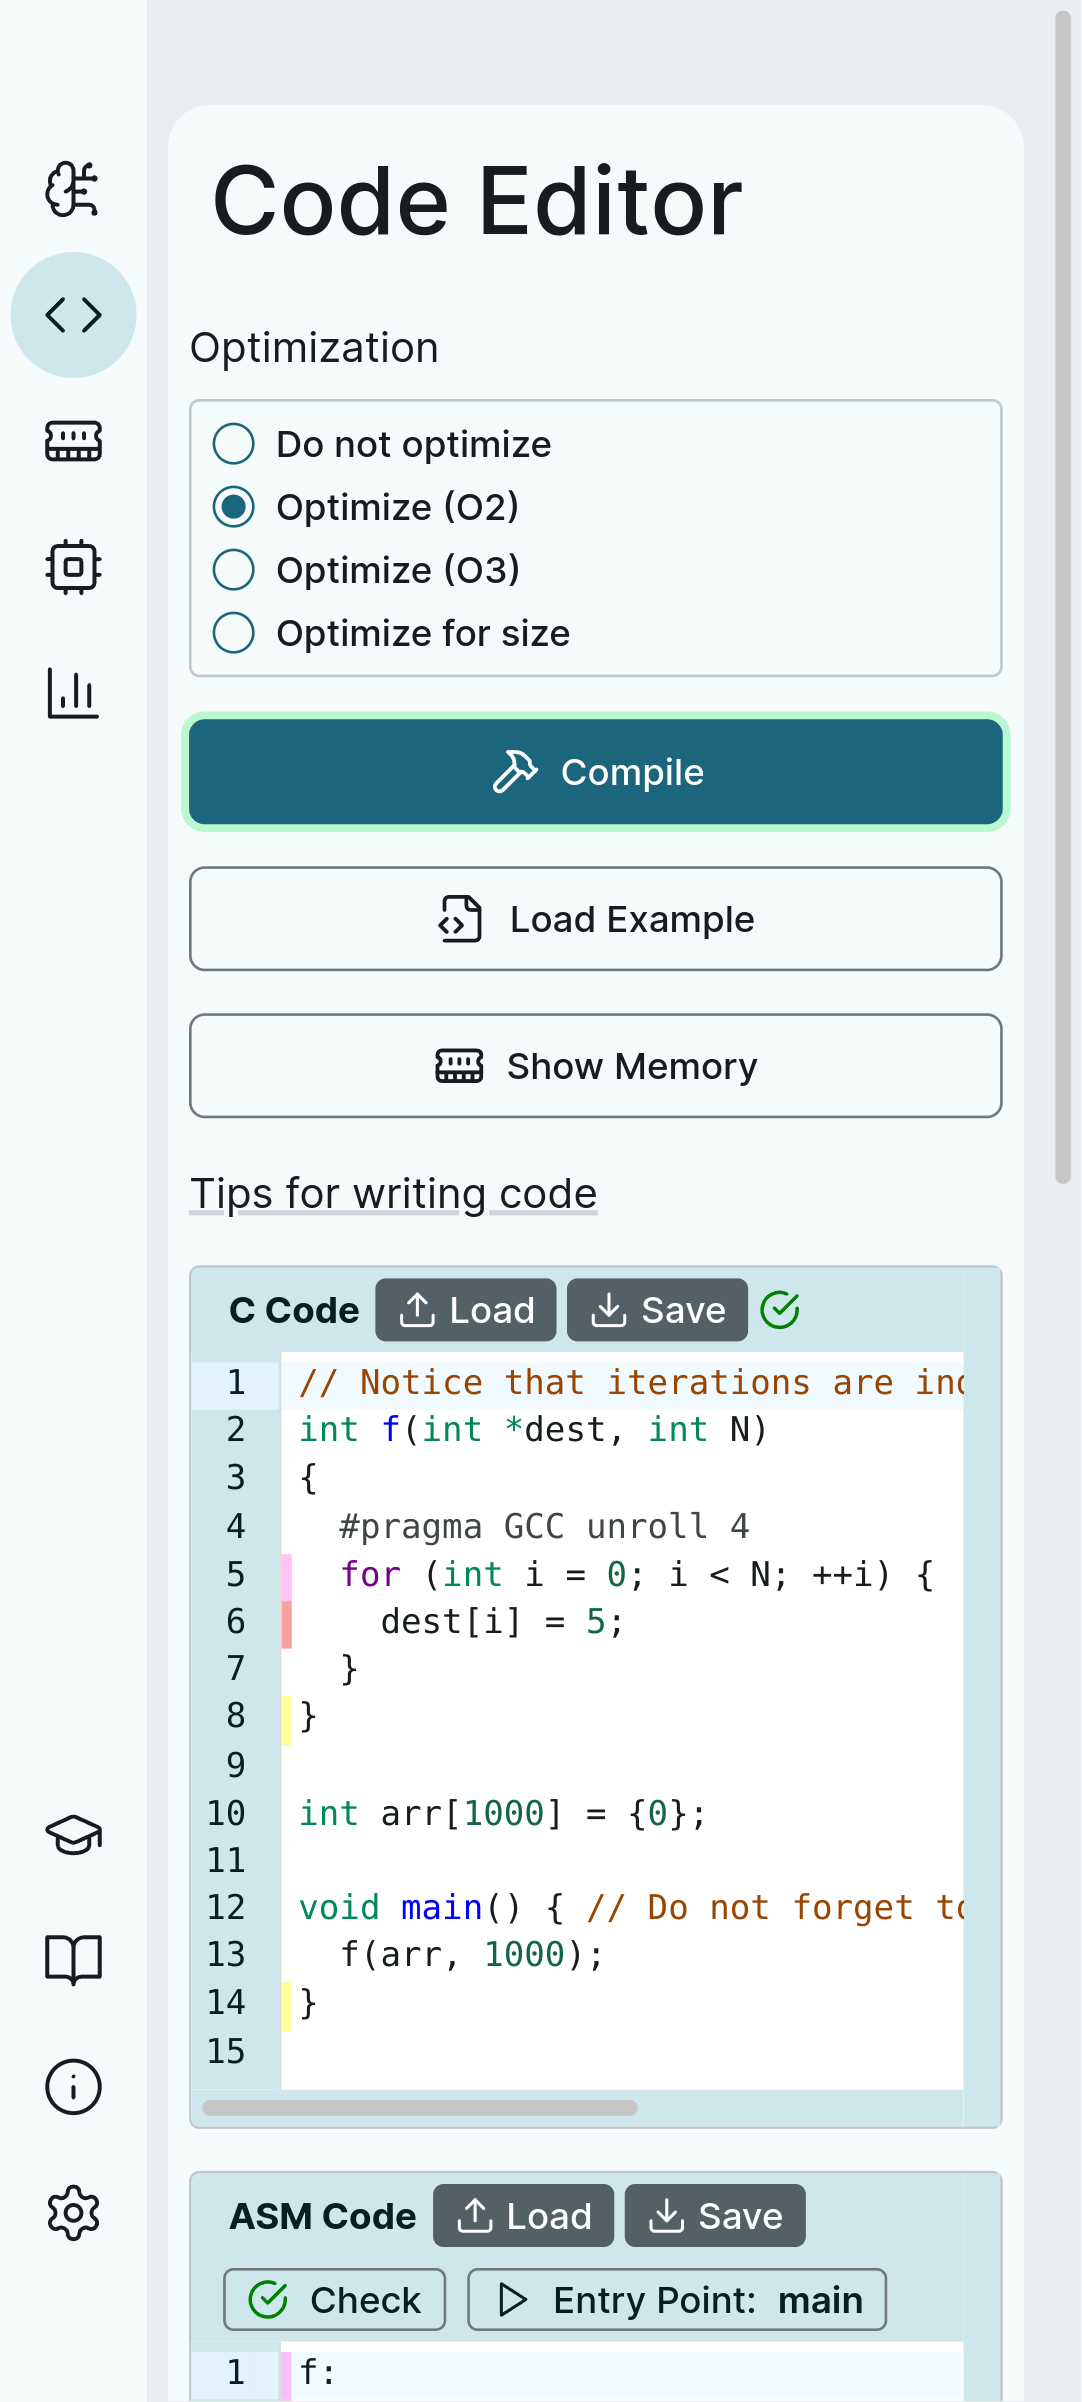 Code Editor
Optimization
Do not optimize
Optimize (O2)
Optimize (O3)
Optimize for size
Compile
Load Example
Show Memory
Tips for writing code
C Code Load Save
1 // Notice that iterations are
2 int f(int *dest, int N)
3 {
4   #pragma GCC unroll 4
5   for (int i = 0; i < N; ++i) {
6     dest[i] = 5;
7   }
8 }
9
10 int arr[1000] = {0};
11
12 void main() { // Do not forget
13   f(arr, 1000);
14 }
15
ASM Code Load Save
Check Entry Point: main
1 f: